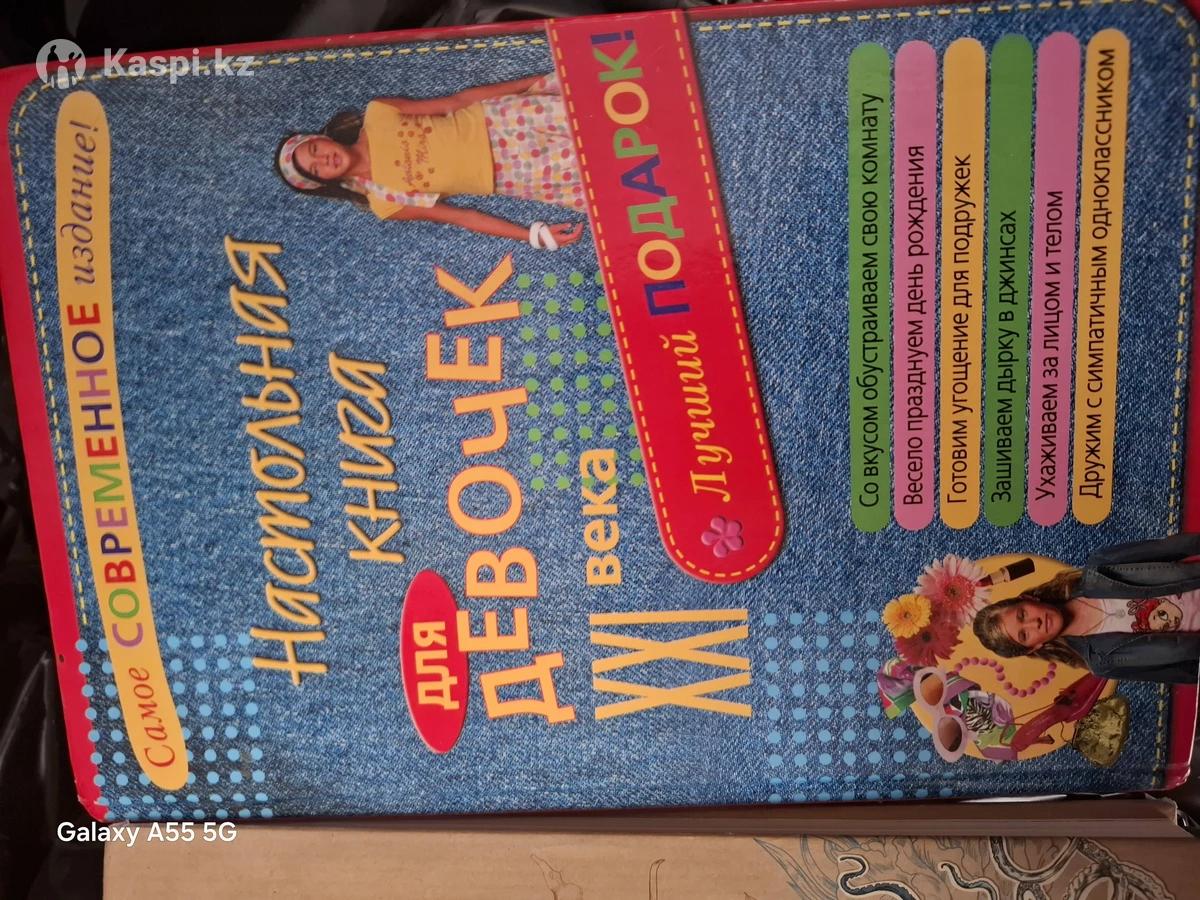 Kaspi.kz
Самое СОВРЕМЕННОЕ издание!
Настольная
книга
для
ДЕВОЧЕК
XXI века
Лучший ПОДАРОК!
Со вкусом обустраиваем свою комнату
Весело празднуем день рождения
Готовим угощение для подружек
Зашиваем дырку в джинсах
Ухаживаем за лицом и телом
Дружим с симпатичным одноклассником
Galaxy A55 5G